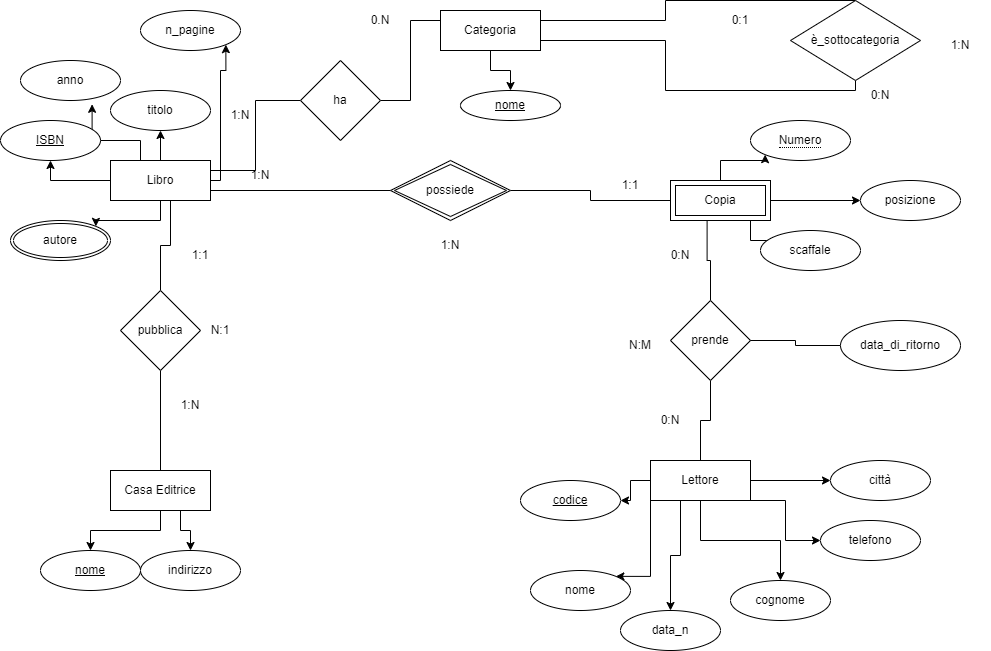 0.N
n_pagine
Categoria
0:1
è_sottocategoria
1:N
anno
ha
0:N
nome
titolo
1:N
ISBN
Numero
Libro
1:N
possiede
1:1
Copia
posizione
autore
1:N
scaffale
1:1
0:N
pubblica
N:1
prende
N:M
data_di_ritorno
1:N
0:N
Casa Editrice
Lettore
città
codice
telefono
nome
indirizzo
nome
cognome
data_n